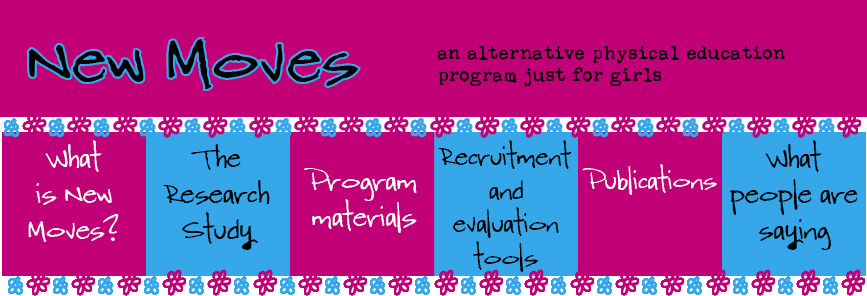 New Moves
an alternative physical education
program just for girls
What
is New
Moves?
The
Research
Study
Program
materials
Recruitment
and
evaluation
tools
Publications
What
people are
saying